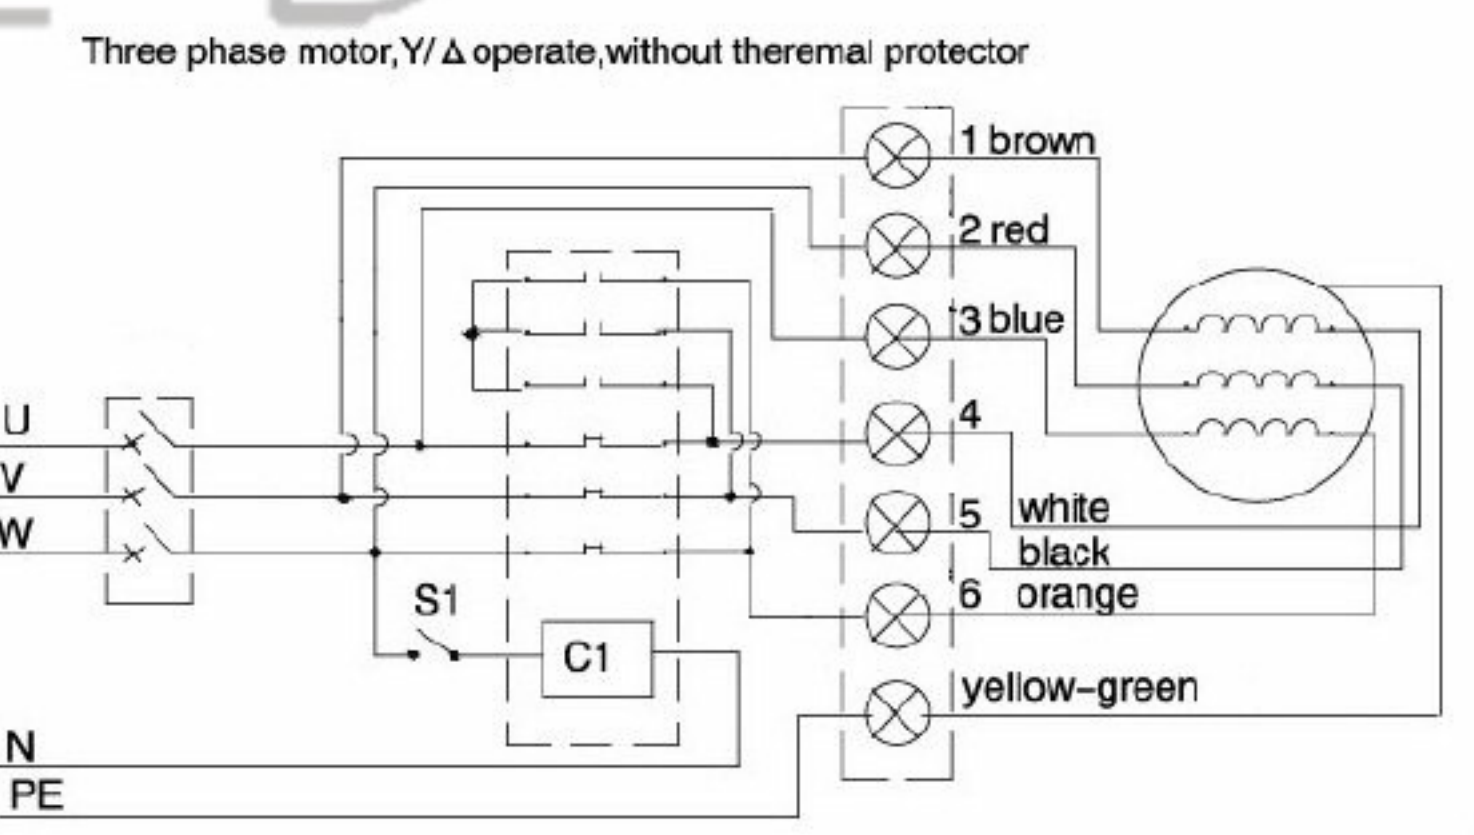 Three phase motor,Y/Δ operate,without theremal protector
1 brown
2 red
3 blue
4
U
V
5 white
W
black
6 orange
S1
C1
yellow-green
N
PE